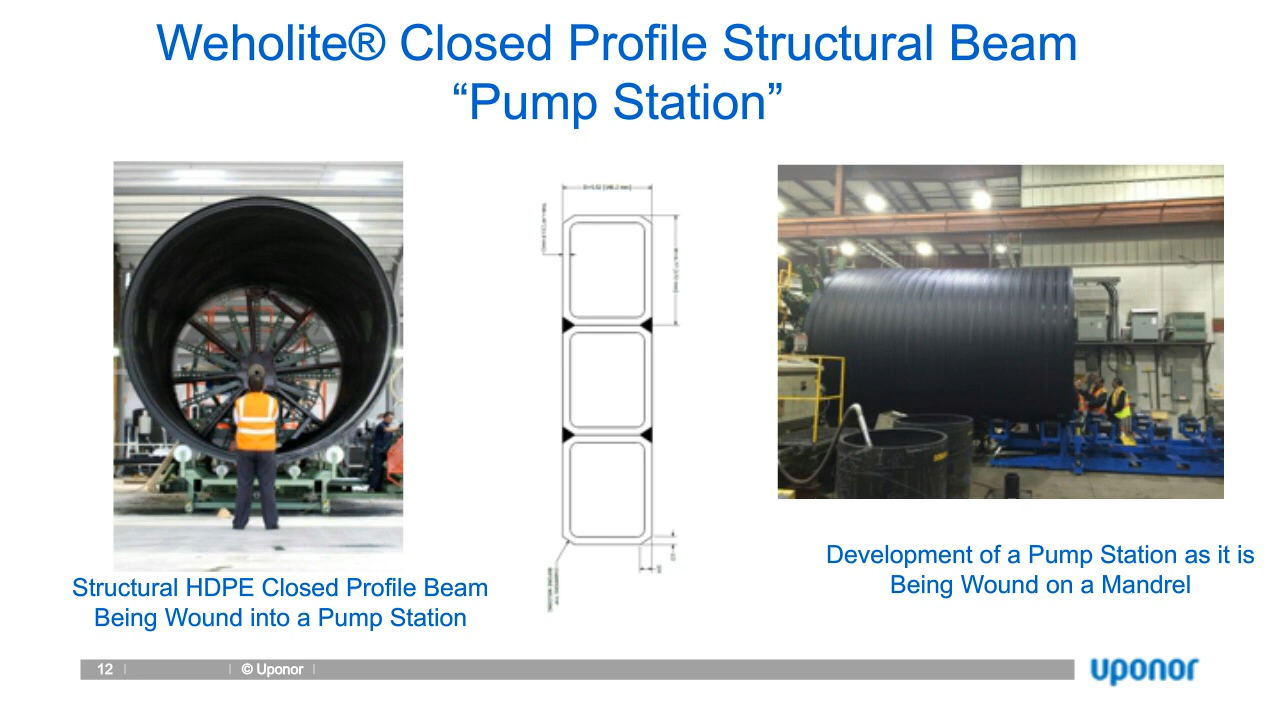 Weholite® Closed Profile Structural Beam
“Pump Station”
Structural HDPE Closed Profile Beam
Being Wound into a Pump Station
Development of a Pump Station as it is
Being Wound on a Mandrel
12
© Uponor
uponor